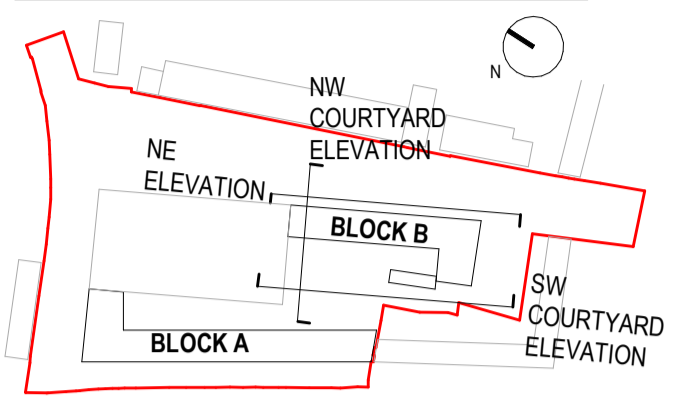 N
NW
COURTYARD
ELEVATION
NE
ELEVATION
BLOCK B
SW
COURTYARD
ELEVATION
BLOCK A